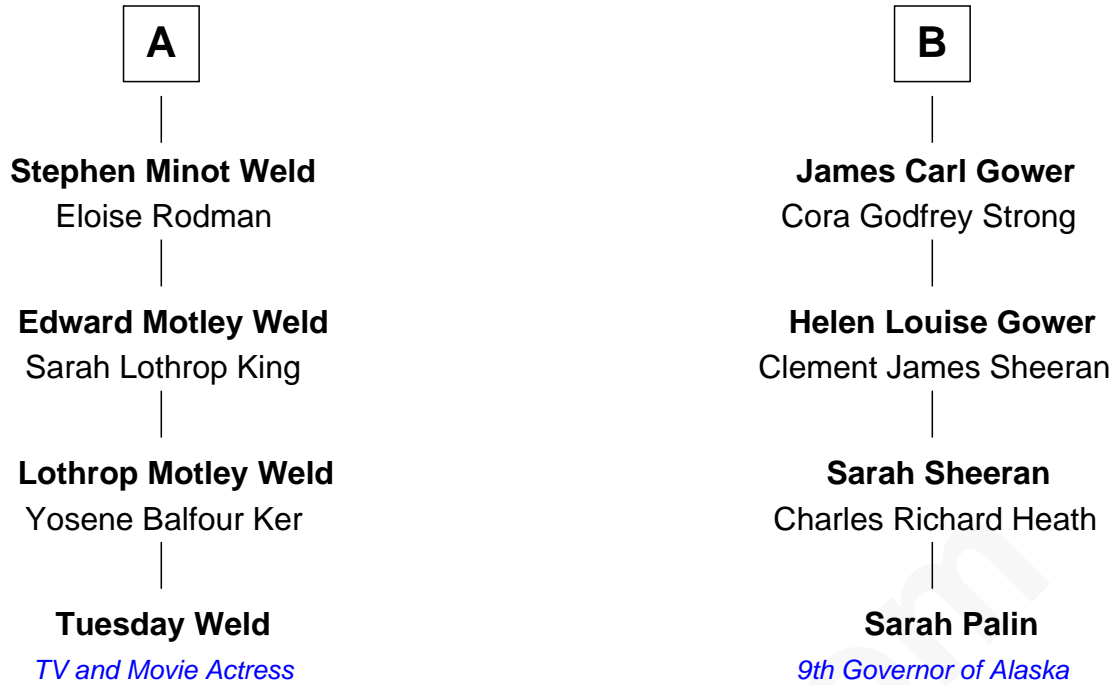 A
Stephen Minot Weld
Eloise Rodman
Edward Motley Weld
Sarah Lothrop King
Lothrop Motley Weld
Yosene Balfour Ker
Tuesday Weld
TV and Movie Actress
B
James Carl Gower
Cora Godfrey Strong
Helen Louise Gower
Clement James Sheeran
Sarah Sheeran
Charles Richard Heath
Sarah Palin
9th Governor of Alaska